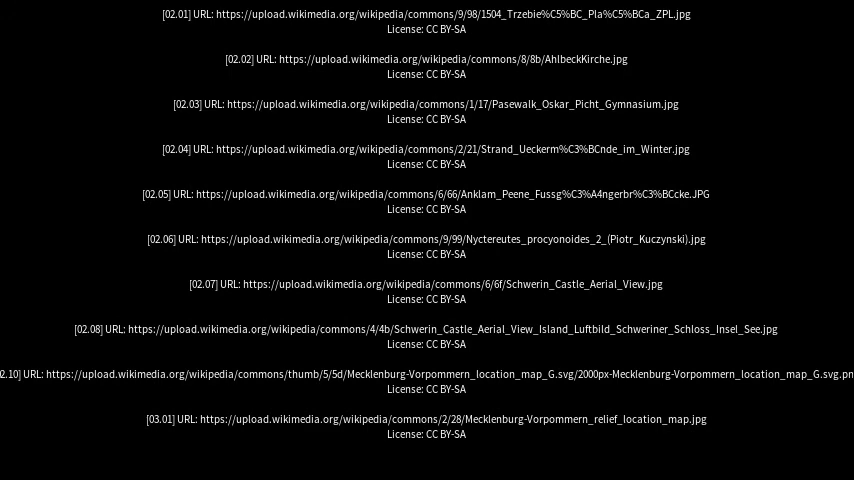 [02.01] URL: https://upload.wikimedia.org/wikipedia/commons/9/98/1504_Trzebie%C5%BC_Pla%C5%BCa_ZPL.jpg
License: CC BY-SA
[02.02] URL: https://upload.wikimedia.org/wikipedia/commons/8/8b/AhlbeckKirche.jpg
License: CC BY-SA
[02.03] URL: https://upload.wikimedia.org/wikipedia/commons/1/17/Pasewalk_Oskar_Picht_Gymnasium.jpg
License: CC BY-SA
[02.04] URL: https://upload.wikimedia.org/wikipedia/commons/2/21/Strand_Ueckerm%C3%BCnde_im_Winter.jpg
License: CC BY-SA
[02.05] URL: https://upload.wikimedia.org/wikipedia/commons/6/66/Anklam_Peene_Fussg%C3%A4ngerbr%C3%BCcke.JPG
License: CC BY-SA
[02.06] URL: https://upload.wikimedia.org/wikipedia/commons/9/99/Nyctereutes_procyonoides_2_(Piotr_Kuczynski).jpg
License: CC BY-SA
[02.07] URL: https://upload.wikimedia.org/wikipedia/commons/6/6f/Schwerin_Castle_Aerial_View.jpg
License: CC BY-SA
[02.08] URL: https://upload.wikimedia.org/wikipedia/commons/4/4b/Schwerin_Castle_Aerial_View_Island_Luftbild_Schweriner_Schloss_Insel_See.jpg
License: CC BY-SA
2.10] URL: https://upload.wikimedia.org/wikipedia/commons/thumb/5/5d/Mecklenburg-Vorpommern_location_map_G.svg/2000px-Mecklenburg-Vorpommern_location_map_G.svg.pn
License: CC BY-SA
[03.01] URL: https://upload.wikimedia.org/wikipedia/commons/2/28/Mecklenburg-Vorpommern_relief_location_map.jpg
License: CC BY-SA